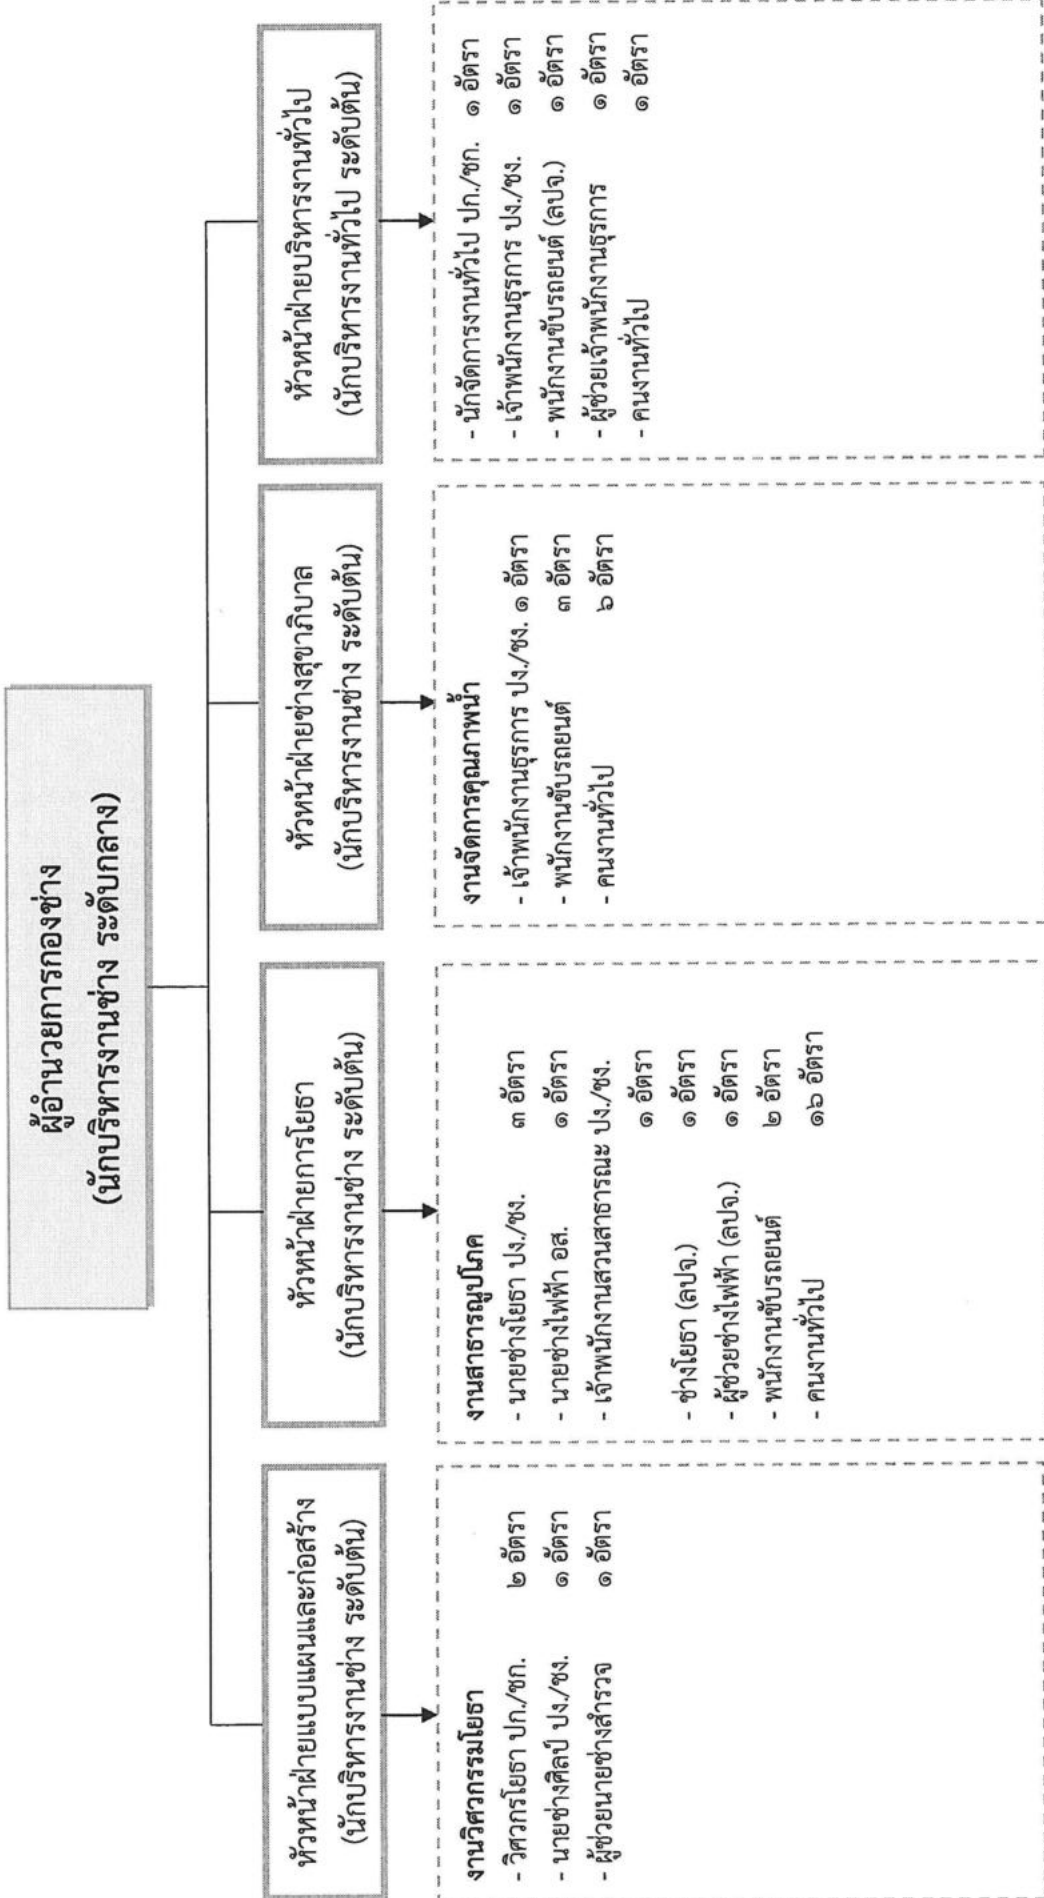 ผู้อำนวยการกองช่าง
(นักบริหารงานช่าง ระดับกลาง)
หัวหน้าฝ่ายแบบแผนและก่อสร้าง
(นักบริหารงานช่าง ระดับต้น)
งานวิศวกรรมโยธา
- วิศวกรโยธา ปก./ชก. ๒ อัตรา
- นายช่างศิลป์ ปง./ชง. ๑ อัตรา
- ผู้ช่วยนายช่างสำรวจ ๑ อัตรา
หัวหน้าฝ่ายการโยธา
(นักบริหารงานช่าง ระดับต้น)
งานสาธารณูปโภค
- นายช่างโยธา ปง./ชง. ๓ อัตรา
- นายช่างไฟฟ้า อส. ๑ อัตรา
- เจ้าพนักงานสวนสาธารณะ ปง./ชง.
๑ อัตรา
- ช่างโยธา (ลปจ.) ๑ อัตรา
- ผู้ช่วยช่างไฟฟ้า (ลปจ.) ๑ อัตรา
- พนักงานขับรถยนต์ ๒ อัตรา
- คนงานทั่วไป ๑๖ อัตรา
หัวหน้าฝ่ายช่างสุขาภิบาล
(นักบริหารงานช่าง ระดับต้น)
งานจัดการคุณภาพน้ำ
- เจ้าพนักงานธุรการ ปง./ชง. ๑ อัตรา
- พนักงานขับรถยนต์ ๓ อัตรา
- คนงานทั่วไป ๖ อัตรา
หัวหน้าฝ่ายบริหารงานทั่วไป
(นักบริหารงานทั่วไป ระดับต้น)
- นักจัดการงานทั่วไป ปก./ชก. ๑ อัตรา
- เจ้าพนักงานธุรการ ปง./ชง. ๑ อัตรา
- พนักงานขับรถยนต์ (ลปจ.) ๑ อัตรา
- ผู้ช่วยเจ้าพนักงานธุรการ ๑ อัตรา
- คนงานทั่วไป ๑ อัตรา